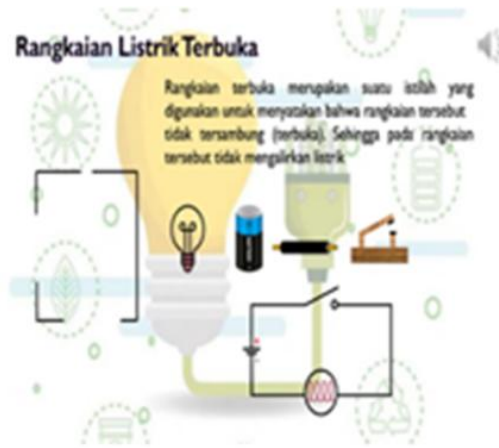 Rangkaian Listrik Terbuka
Rangkaian terbuka merupakan suatu istilah yang
digunakan untuk menyatakan bahwa rangkaian tersebut
tidak tersambung (terbuka). Sehingga pada rangkaian
tersebut tidak mengalirkan listrik